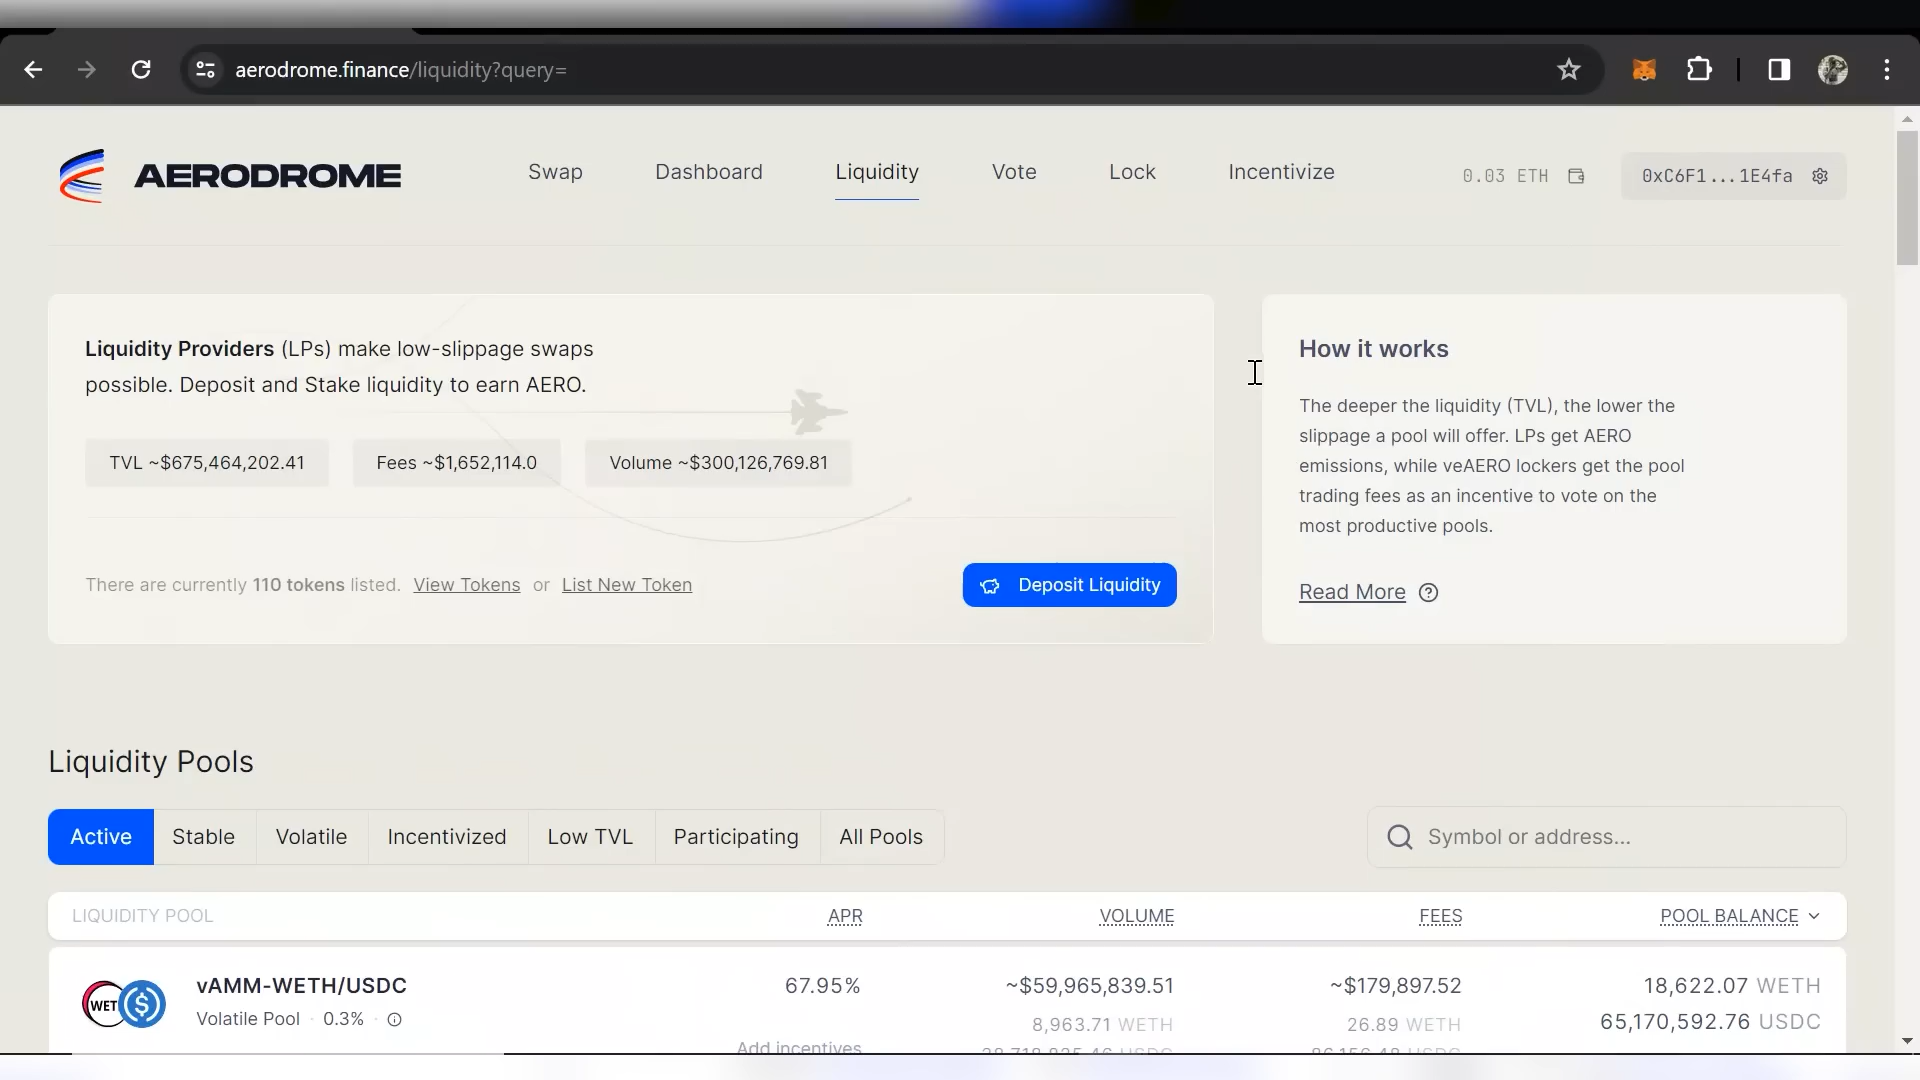 aerodrome.finance/liquidity?query=
AERODROME
Swap Dashboard Liquidity Vote Lock Incentivize
0.03 ETH
0xC6F1...1E4fa
Liquidity Providers (LPs) make low-slippage swaps
possible. Deposit and Stake liquidity to earn AERO.
TVL ~$675,464,202.41
Fees ~$1,652,114.0
Volume ~$300,126,769.81
There are currently 110 tokens listed. View Tokens or List New Token
Deposit Liquidity
How it works
The deeper the liquidity (TVL), the lower the
slippage a pool will offer. LPs get AERO
emissions, while veAERO lockers get the pool
trading fees as an incentive to vote on the
most productive pools.
Read More
Liquidity Pools
Active Stable Volatile Incentivized Low TVL Participating All Pools
Symbol or address...
LIQUIDITY POOL APR VOLUME FEES POOL BALANCE
WET
vAMM-WETH/USDC 67.95% ~$59,965,839.51 ~$179,897.52 18,622.07 WETH
Volatile Pool · 0.3% · 8,963.71 WETH 26.89 WETH 65,170,592.76 USDC
Add incentives